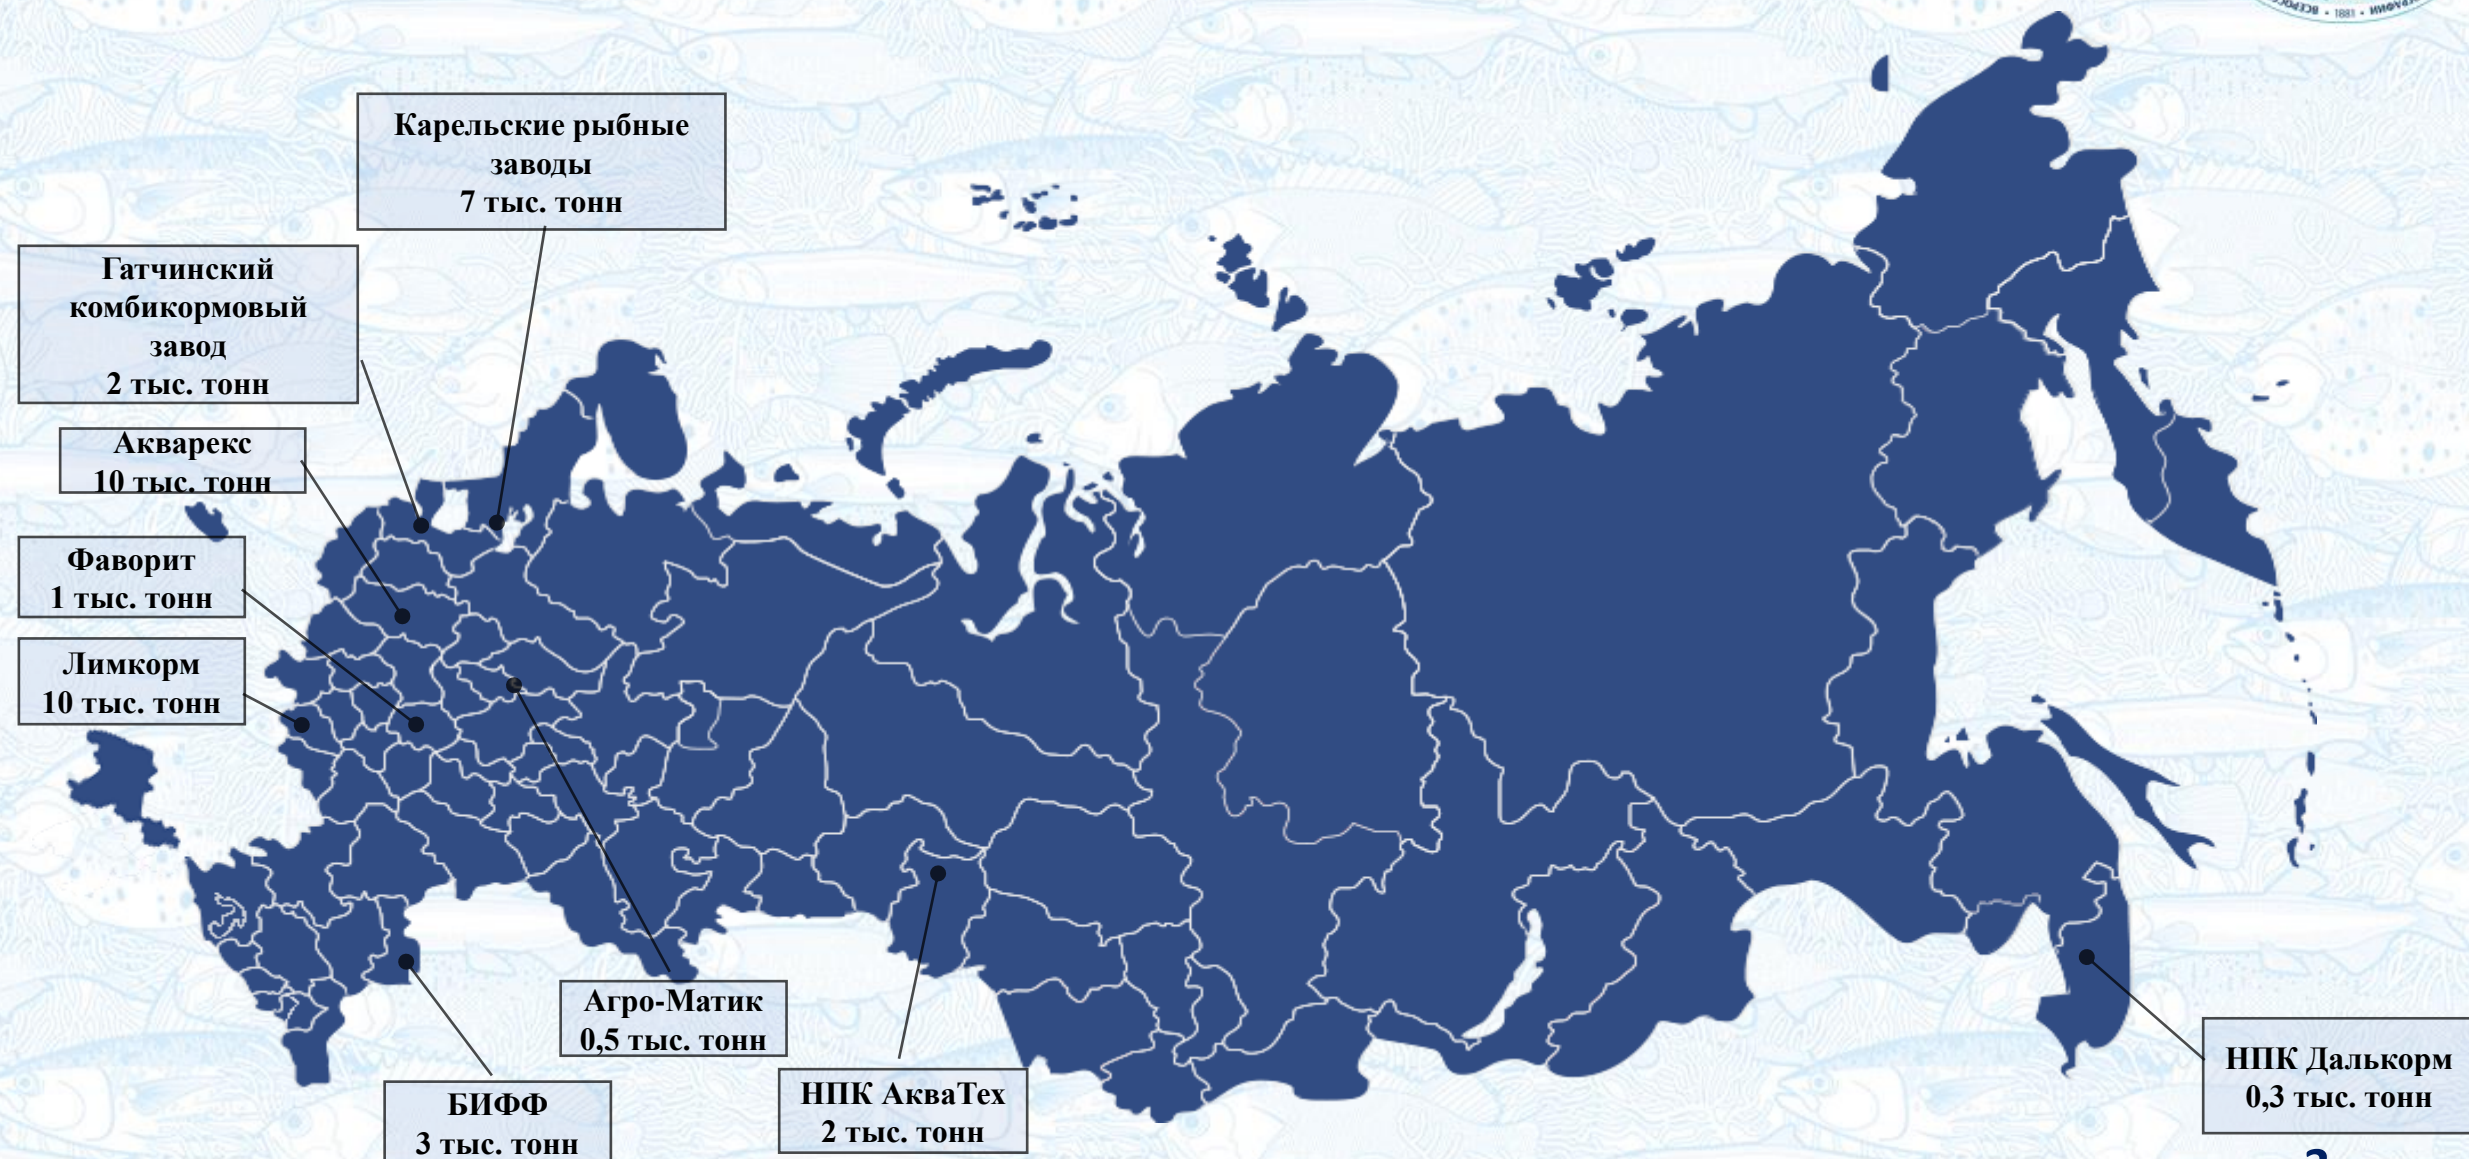 ВСЕРОС
1881
Карельские рыбные
заводы
7 тыс. тонн
Гатчинский
комбикормовый
завод
2 тыс. тонн
Акварекс
10 тыс. тонн
Фаворит
1 тыс. тонн
Лимкорм
10 тыс. тонн
Агро-Матик
0,5 тыс. тонн
БИФФ
3 тыс. тонн
НПК АкваТех
2 тыс. тонн
НПК Далькорм
0,3 тыс. тонн